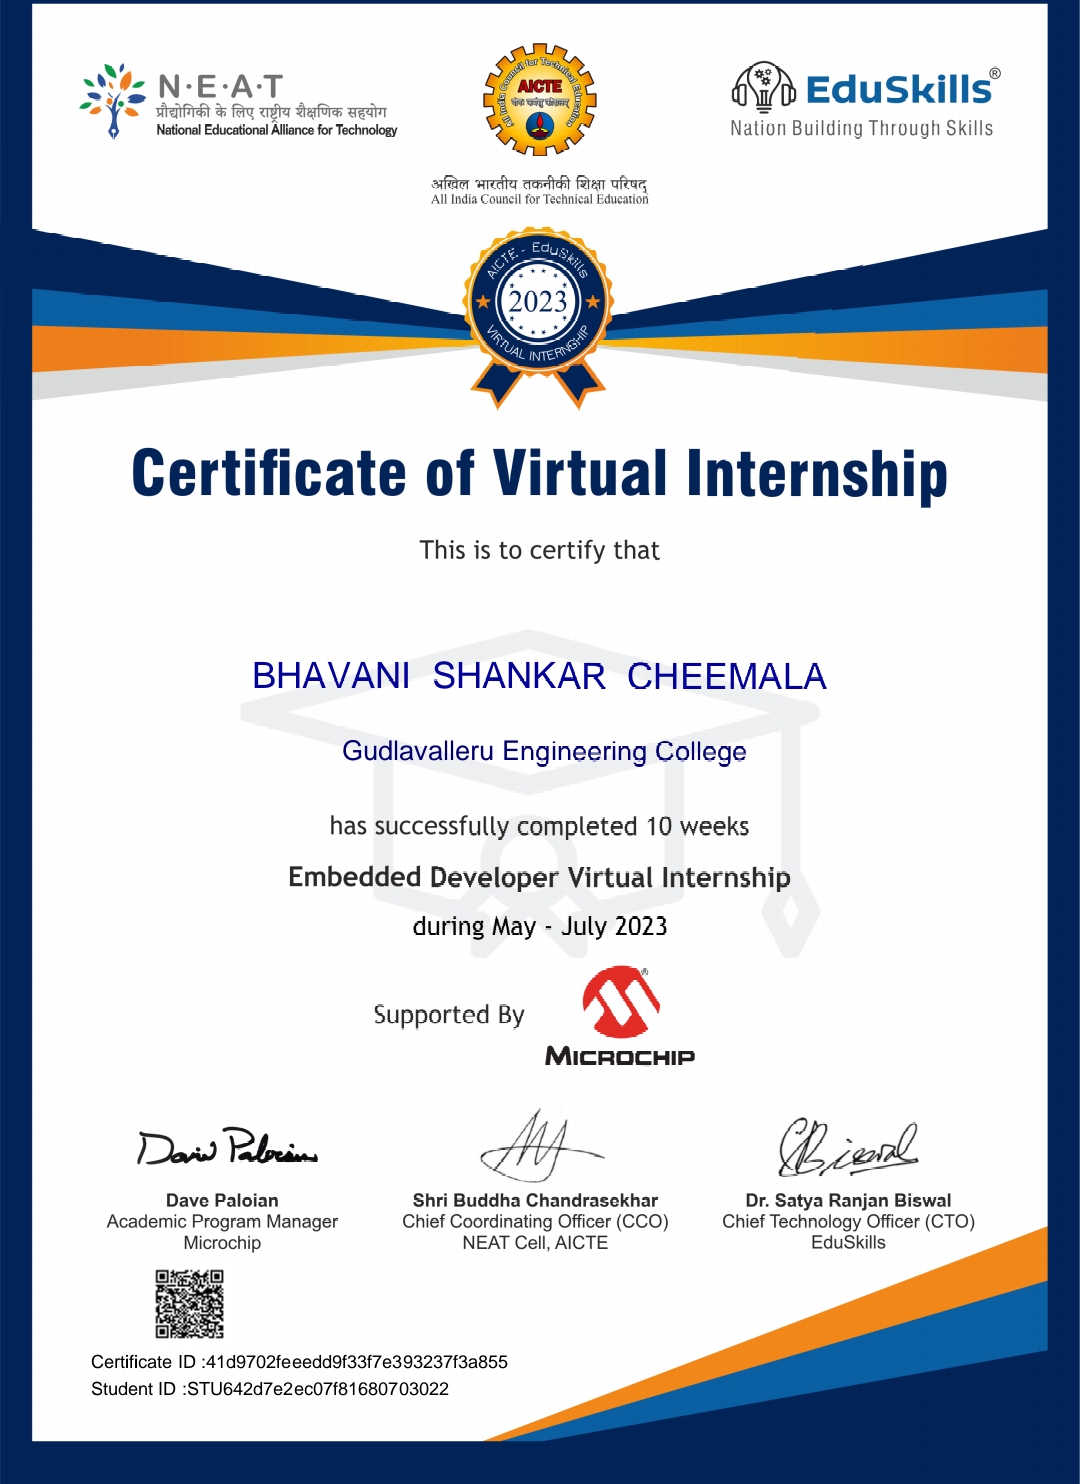 N·E·A·T
प्रौद्योगिकी के लिए राष्ट्रीय शैक्षणिक सहयोग
National Educational Alliance for Technology
All India Council for Technical Education
AICTE
EduSkills®
Nation Building Through Skills
अखिल भारतीय तकनीकी शिक्षा परिषद्
All India Council for Technical Education
AICTE - EduSkills
2023
VIRTUAL INTERNSHIP
Certificate of Virtual Internship
This is to certify that
BHAVANI SHANKAR CHEEMALA
Gudlavalleru Engineering College
has successfully completed 10 weeks
Embedded Developer Virtual Internship
during May - July 2023
Supported By
MICROCHIP
Dave Paloian
Academic Program Manager
Microchip
Shri Buddha Chandrasekhar
Chief Coordinating Officer (CCO)
NEAT Cell, AICTE
Dr. Satya Ranjan Biswal
Chief Technology Officer (CTO)
EduSkills
Certificate ID :41d9702feeedd9f33f7e393237f3a855
Student ID :STU642d7e2ec07f81680703022